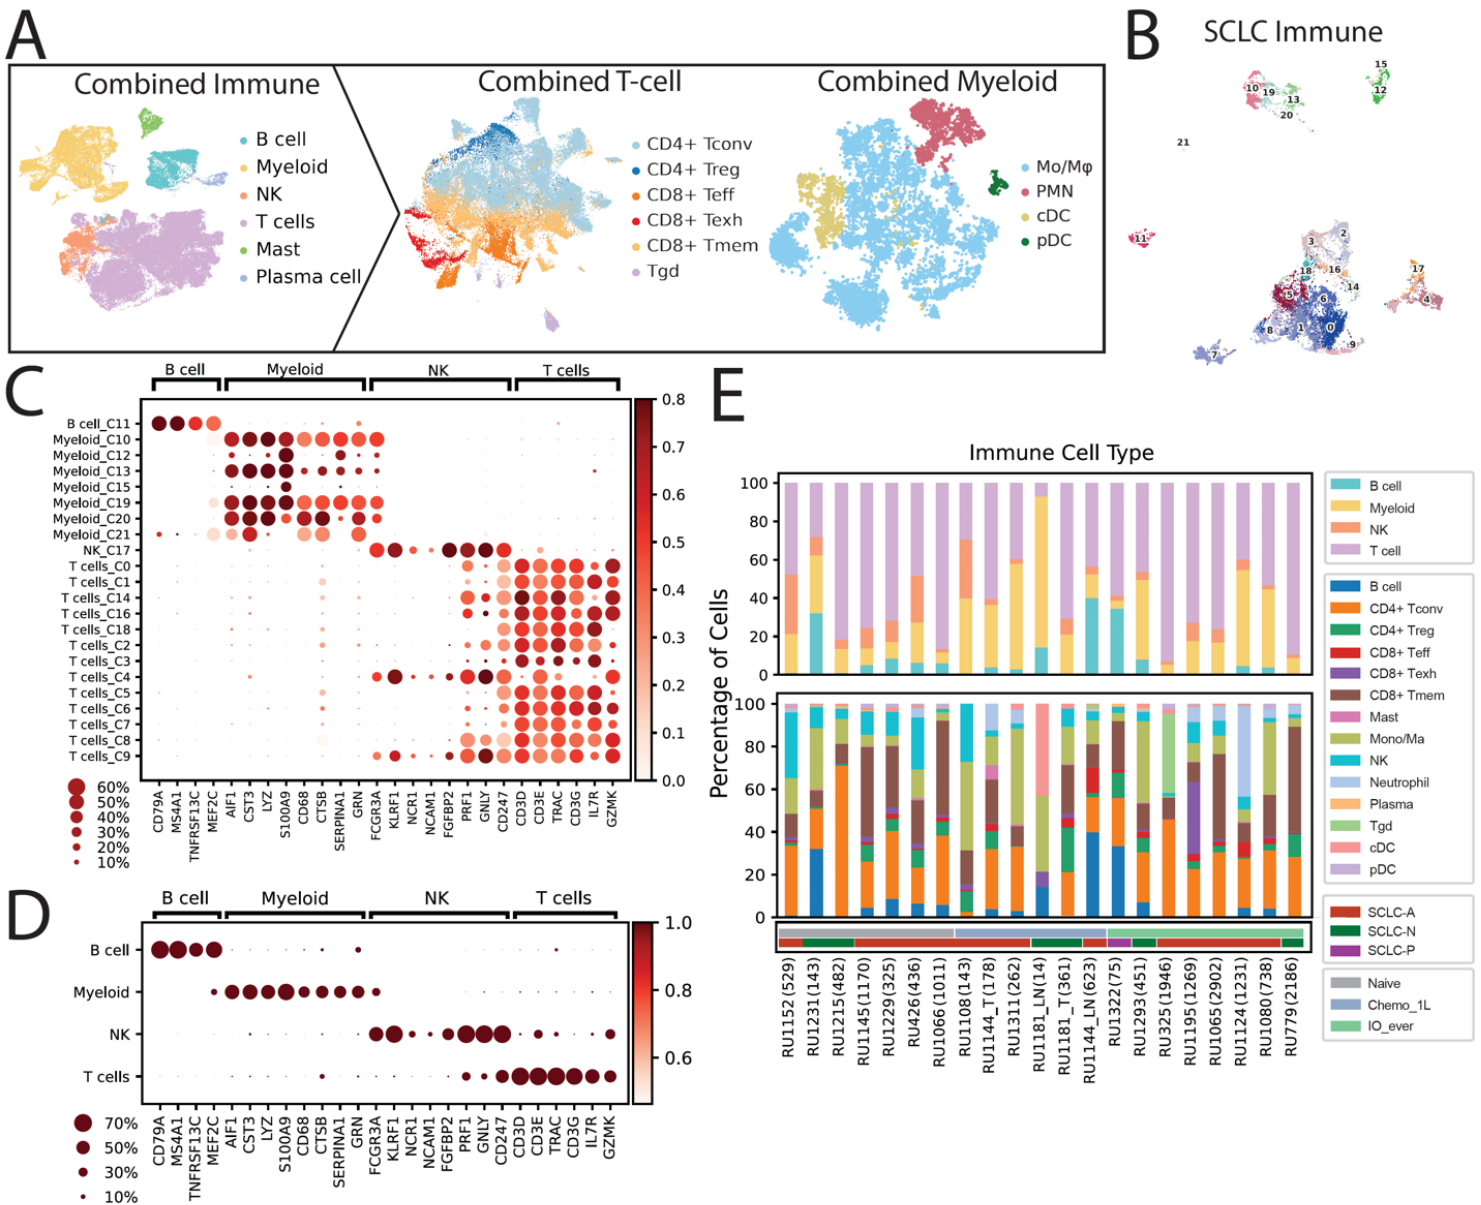 A
Combined Immune
B cell
Myeloid
NK
T cells
Mast
Plasma cell
Combined T-cell
CD4+ Tconv
CD4+ Treg
CD8+ Teff
CD8+ Texh
CD8+ Tmem
Tgd
Combined Myeloid
Mo/Mφ
PMN
cDC
pDC
B
SCLC Immune
15
10
19
13
12
20
21
11
3
2
18
16
17
14
5
6
4
8
1
0
9
7
C
B cell
Myeloid
NK
T cells
B cell_C11
Myeloid_C10
Myeloid_C12
Myeloid_C13
Myeloid_C15
Myeloid_C19
Myeloid_C20
Myeloid_C21
NK_C17
T cells_C0
T cells_C1
T cells_C14
T cells_C16
T cells_C18
T cells_C2
T cells_C3
T cells_C4
T cells_C5
T cells_C6
T cells_C7
T cells_C8
T cells_C9
0.8
0.7
0.6
0.5
0.4
0.3
0.2
0.1
0.0
60%
50%
40%
30%
20%
10%
CD79A
MS4A1
TNFRSF13C
MEF2C
AIF1
CST3
LYZ
S100A9
CD68
CTSB
SERPINA1
GRN
FCGR3A
KLRF1
NCR1
NCAM1
FGFBP2
PRF1
GNLY
CD247
CD3D
CD3E
TRAC
CD3G
IL7R
GZMK
D
B cell
Myeloid
NK
T cells
B cell
Myeloid
NK
T cells
1.0
0.8
0.6
70%
50%
30%
10%
CD79A
MS4A1
TNFRSF13C
MEF2C
AIF1
CST3
LYZ
S100A9
CD68
CTSB
SERPINA1
GRN
FCGR3A
KLRF1
NCR1
NCAM1
FGFBP2
PRF1
GNLY
CD247
CD3D
CD3E
TRAC
CD3G
IL7R
GZMK
E
Immune Cell Type
Percentage of Cells
100
80
60
40
20
0
100
80
60
40
20
0
B cell
Myeloid
NK
T cell
B cell
CD4+ Tconv
CD4+ Treg
CD8+ Teff
CD8+ Texh
CD8+ Tmem
Mast
Mono/Ma
NK
Neutrophil
Plasma
Tgd
cDC
pDC
SCLC-A
SCLC-N
SCLC-P
Naive
Chemo_1L
IO_ever
RU1152 (529)
RU1231 (143)
RU1215 (482)
RU1145 (1170)
RU1229 (325)
RU426 (436)
RU1066 (1011)
RU1108 (143)
RU1144_T (178)
RU1311 (262)
RU1181_LN (14)
RU1181_T (361)
RU1144_LN (623)
RU1322 (75)
RU1293 (451)
RU325 (1946)
RU1195 (1269)
RU1065 (2902)
RU1124 (1231)
RU1080 (738)
RU779 (2186)